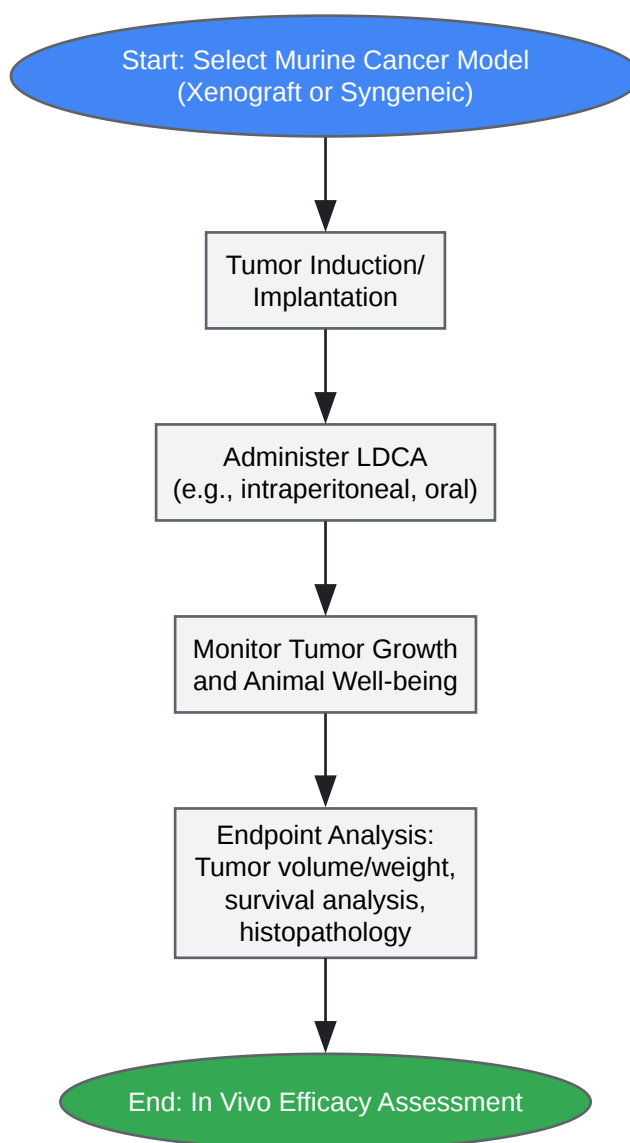 Start: Select Murine Cancer Model
(Xenograft or Syngeneic)
Tumor Induction/
Implantation
Administer LDCA
(e.g., intraperitoneal, oral)
Monitor Tumor Growth
and Animal Well-being
Endpoint Analysis:
Tumor volume/weight,
survival analysis,
histopathology
End: In Vivo Efficacy Assessment